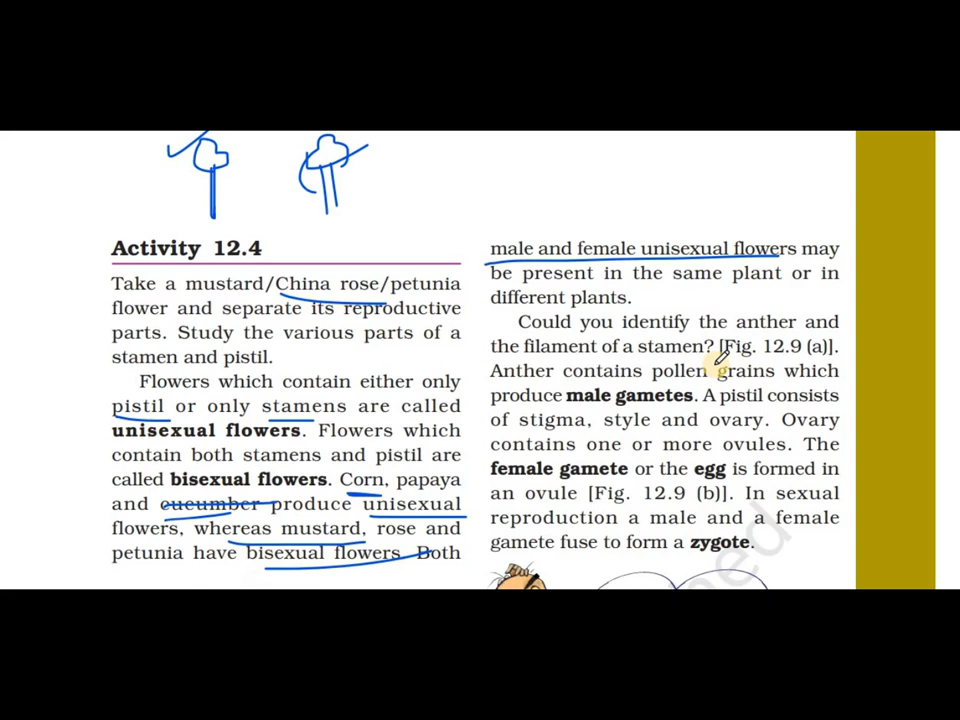 Activity 12.4
Take a mustard/China rose/petunia
flower and separate its reproductive
parts. Study the various parts of a
stamen and pistil.
Flowers which contain either only
pistil or only stamens are called
unisexual flowers. Flowers which
contain both stamens and pistil are
called bisexual flowers. Corn, papaya
and cucumber produce unisexual
flowers, whereas mustard, rose and
petunia have bisexual flowers. Both
male and female unisexual flowers may
be present in the same plant or in
different plants.
Could you identify the anther and
the filament of a stamen? [Fig. 12.9 (a)].
Anther contains pollen grains which
produce male gametes. A pistil consists
of stigma, style and ovary. Ovary
contains one or more ovules. The
female gamete or the egg is formed in
an ovule [Fig. 12.9 (b)]. In sexual
reproduction a male and a female
gamete fuse to form a zygote.